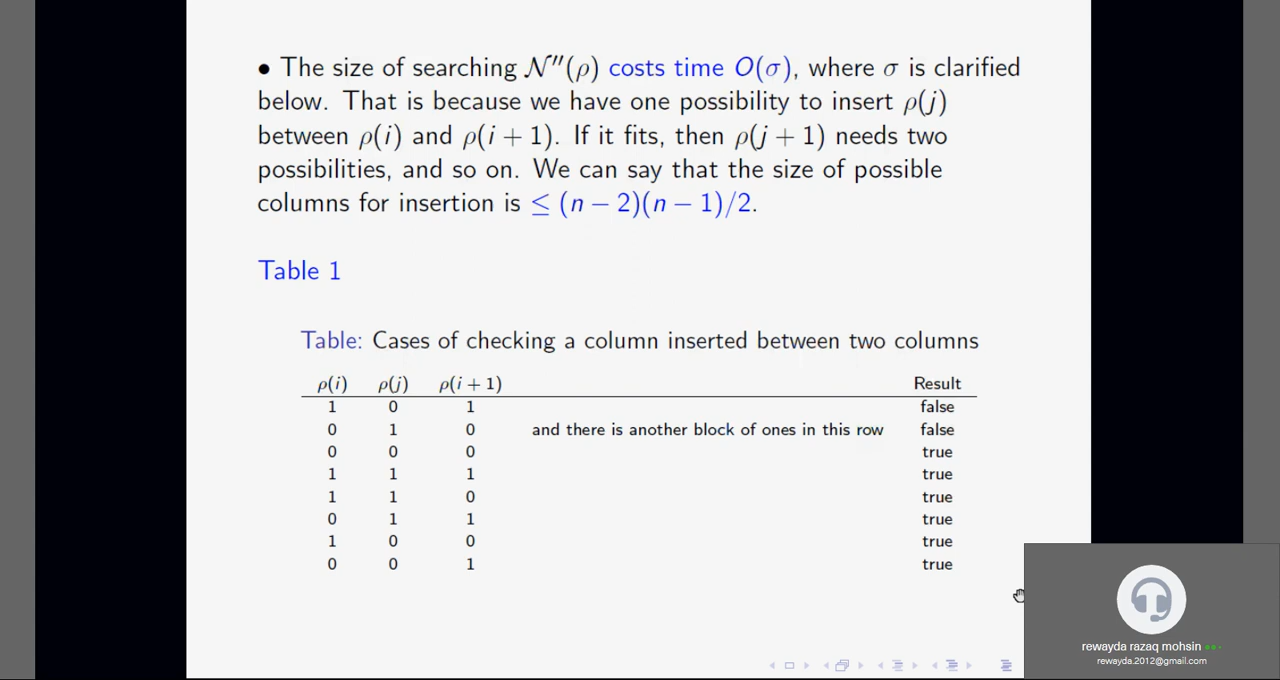 • The size of searching 𝒩″(ρ) costs time O(σ), where σ is clarified
below. That is because we have one possibility to insert ρ(j)
between ρ(i) and ρ(i + 1). If it fits, then ρ(j + 1) needs two
possibilities, and so on. We can say that the size of possible
columns for insertion is ≤ (n − 2)(n − 1)/2.
Table 1
Table: Cases of checking a column inserted between two columns
ρ(i) ρ(j) ρ(i + 1) Result
1 0 1 false
0 1 0 and there is another block of ones in this row false
0 0 0 true
1 1 1 true
1 1 0 true
0 1 1 true
1 0 0 true
0 0 1 true
rewayda razaq mohsin
rewayda.2012@gmail.com